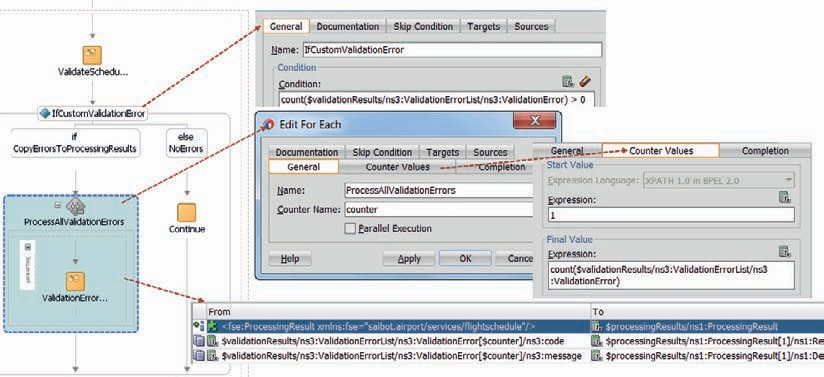 ValidateSchedu...
IfCustomValidationError
if
CopyErrorsToProcessingResults
else
NoErrors
ProcessAllValidationErrors
Continue
ValidationError...
General Documentation Skip Condition Targets Sources
Name: IfCustomValidationError
Condition
Condition:
count($validationResults/ns3:ValidationErrorList/ns3:ValidationError) > 0
Edit For Each
Documentation Skip Condition Targets Sources
General Counter Values Completion
Name: ProcessAllValidationErrors
Counter Name: counter
Parallel Execution
Help Apply OK Cance
General Counter Values Completion
Start Value
Expression Language: XPATH 1.0 in BPEL 2.0
Expression:
1
Final Value
Expression:
count($validationResults/ns3:ValidationErrorList/ns3
:ValidationError)
From To
<fse:ProcessingResult xmlns:fse="saibot.airport/services/flightschedule"/> $processingResults/ns1:ProcessingResult
$validationResults/ns3:ValidationErrorList/ns3:ValidationError[$counter]/ns3:code $processingResults/ns1:ProcessingResult[1]/ns1:Re
$validationResults/ns3:ValidationErrorList/ns3:ValidationError[$counter]/ns3:message $processingResults/ns1:ProcessingResult[1]/ns1:De